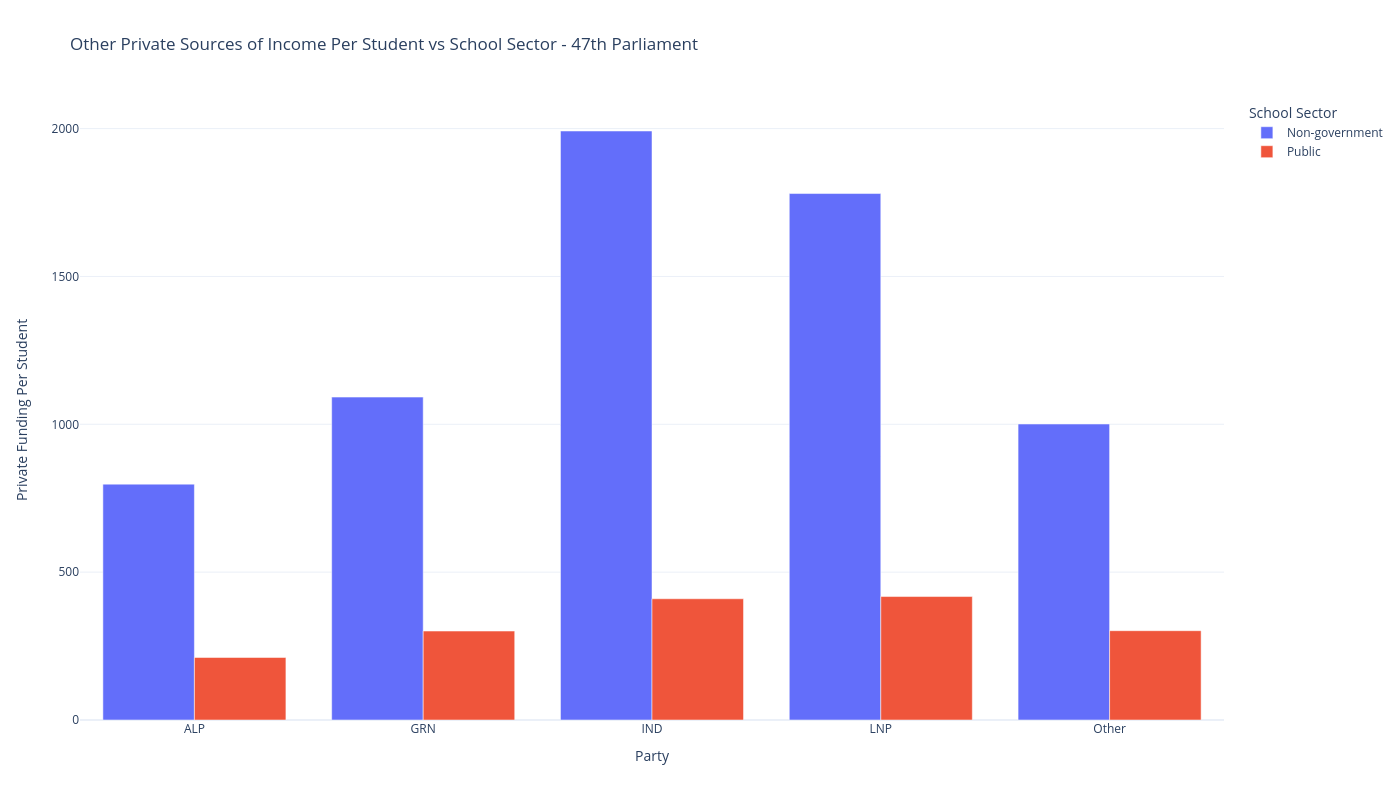 Other Private Sources of Income Per Student vs School Sector - 47th Parliament
School Sector
Non-government
Public
2000
1500
1000
500
0
Private Funding Per Student
ALP
GRN
IND
LNP
Other
Party